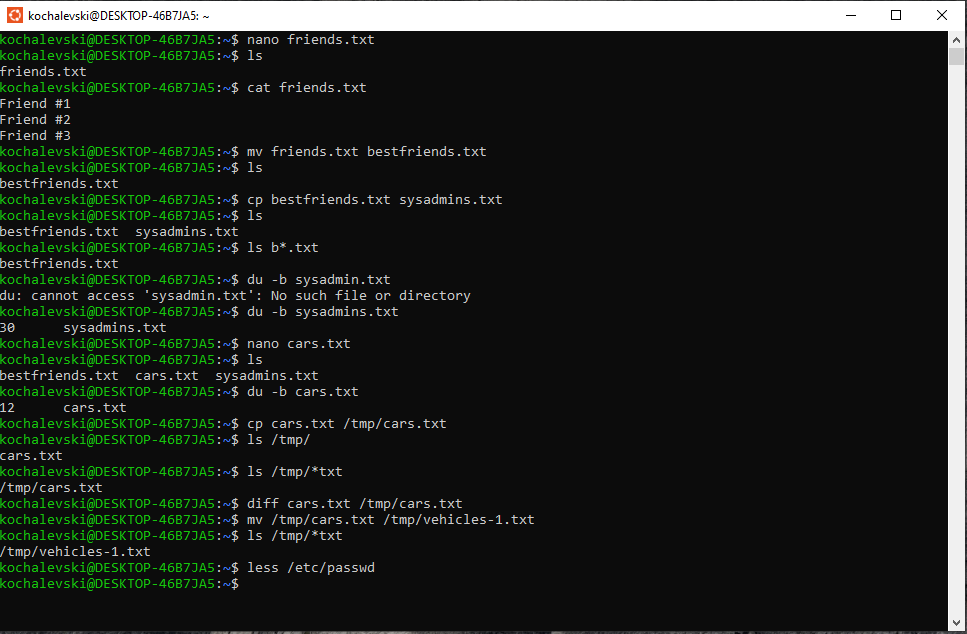 kochalevski@DESKTOP-46B7JA5: ~
kochalevski@DESKTOP-46B7JA5:~$ nano friends.txt
kochalevski@DESKTOP-46B7JA5:~$ ls
friends.txt
kochalevski@DESKTOP-46B7JA5:~$ cat friends.txt
Friend #1
Friend #2
Friend #3
kochalevski@DESKTOP-46B7JA5:~$ mv friends.txt bestfriends.txt
kochalevski@DESKTOP-46B7JA5:~$ ls
bestfriends.txt
kochalevski@DESKTOP-46B7JA5:~$ cp bestfriends.txt sysadmins.txt
kochalevski@DESKTOP-46B7JA5:~$ ls
bestfriends.txt  sysadmins.txt
kochalevski@DESKTOP-46B7JA5:~$ ls b*.txt
bestfriends.txt
kochalevski@DESKTOP-46B7JA5:~$ du -b sysadmin.txt
du: cannot access 'sysadmin.txt': No such file or directory
kochalevski@DESKTOP-46B7JA5:~$ du -b sysadmins.txt
30      sysadmins.txt
kochalevski@DESKTOP-46B7JA5:~$ nano cars.txt
kochalevski@DESKTOP-46B7JA5:~$ ls
bestfriends.txt  cars.txt  sysadmins.txt
kochalevski@DESKTOP-46B7JA5:~$ du -b cars.txt
12      cars.txt
kochalevski@DESKTOP-46B7JA5:~$ cp cars.txt /tmp/cars.txt
kochalevski@DESKTOP-46B7JA5:~$ ls /tmp/
cars.txt
kochalevski@DESKTOP-46B7JA5:~$ ls /tmp/*txt
/tmp/cars.txt
kochalevski@DESKTOP-46B7JA5:~$ diff cars.txt /tmp/cars.txt
kochalevski@DESKTOP-46B7JA5:~$ mv /tmp/cars.txt /tmp/vehicles-1.txt
kochalevski@DESKTOP-46B7JA5:~$ ls /tmp/*txt
/tmp/vehicles-1.txt
kochalevski@DESKTOP-46B7JA5:~$ less /etc/passwd
kochalevski@DESKTOP-46B7JA5:~$